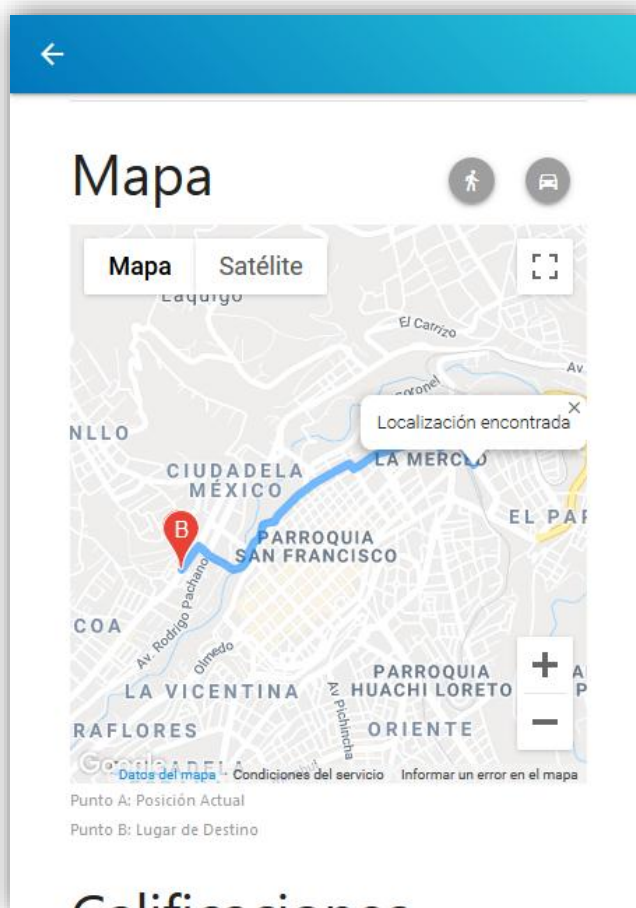 Mapa
Mapa Satélite
El Carrizo
Av
Localización encontrada
NLLO
LA MERCED
CIUDADELA
MÉXICO
EL PAR
B
PARROQUIA
SAN FRANCISCO
COA
Av. Rodrigo Pachano
Olmedo
PARROQUIA
HUACHI LORETO
LA VICENTINA
Av Pichincha
RAFLORES
ORIENTE
Google
Datos del mapa Condiciones del servicio Informar un error en el mapa
Punto A: Posición Actual
Punto B: Lugar de Destino
Calificaciones